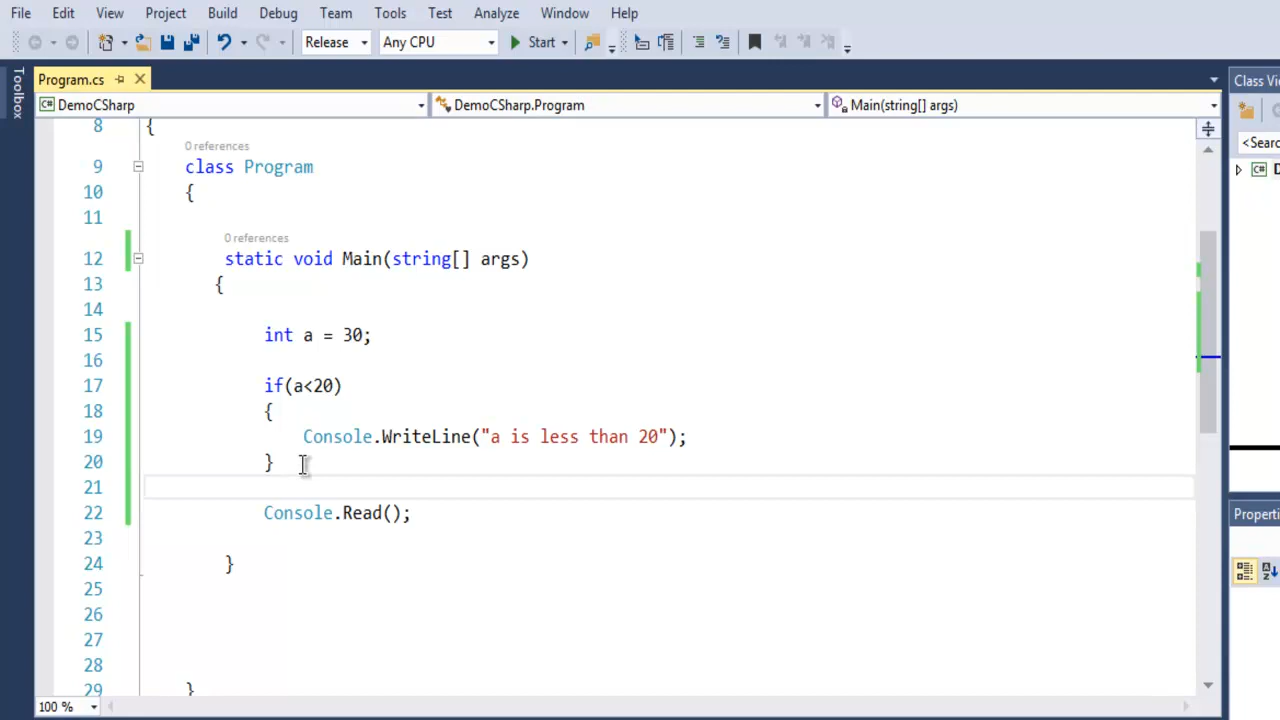 File Edit View Project Build Debug Team Tools Test Analyze Window Help
Release Any CPU Start
Toolbox
Program.cs
Class Vi
DemoCSharp DemoCSharp.Program Main(string[] args)
<Searc
8 {
0 references
9 class Program
10 {
11
0 references
12 static void Main(string[] args)
13 {
14
15 int a = 30;
16
17 if(a<20)
18 {
19 Console.WriteLine("a is less than 20");
20 }
21
22 Console.Read();
23
24 }
25
26
27
28
29 }
Properti
100 %